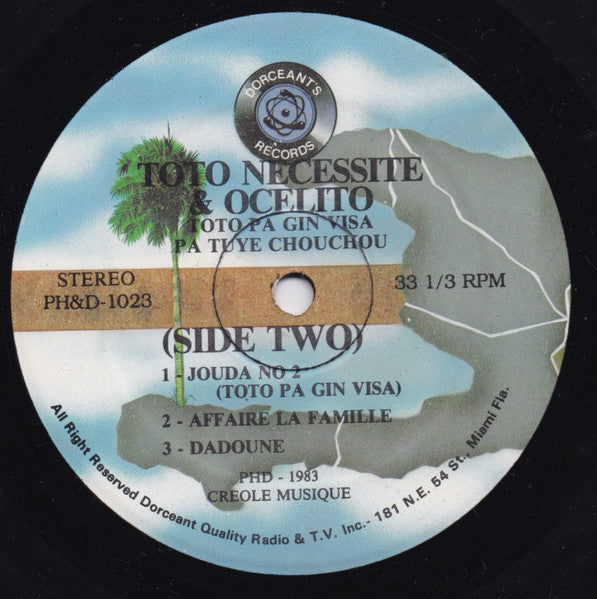 DORCEANT'S
RECORDS
TOTO NECESSITE
& OCELITO
TOTO PA GIN VISA
PA TUYE CHOUCHOU
STEREO
PH&D-1023
33 1/3 RPM
(SIDE TWO)
1 - JOUDA NO 2
(TOTO PA GIN VISA)
2 - AFFAIRE LA FAMILLE
3 - DADOUNE
PHD - 1983
CREOLE MUSIQUE
All Right Reserved Dorceant Quality Radio & T.V. Inc.- 181 N.E. 54 St., Miami Fla.